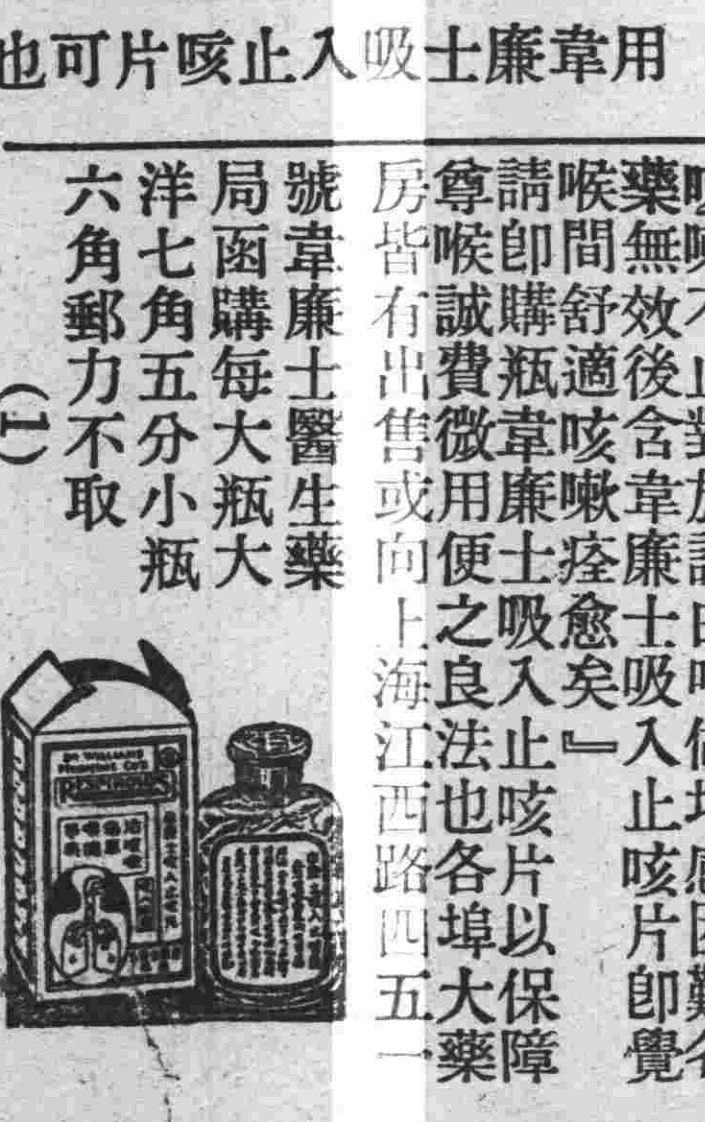 用韋廉士吸入止咳片可也
藥無效後含韋廉士吸入止咳片即覺
喉間舒適咳嗽痊愈矣』
請即購瓶韋廉士吸入止咳片以保障
尊喉誠費微用便之良法也各埠大藥
房皆有出售或向上海江西路四五一
號韋廉士醫生藥
局函購每大瓶大
洋七角五分小瓶
六角郵力不取
(1)
DR WILLIAMS
MEDICINE CO'S